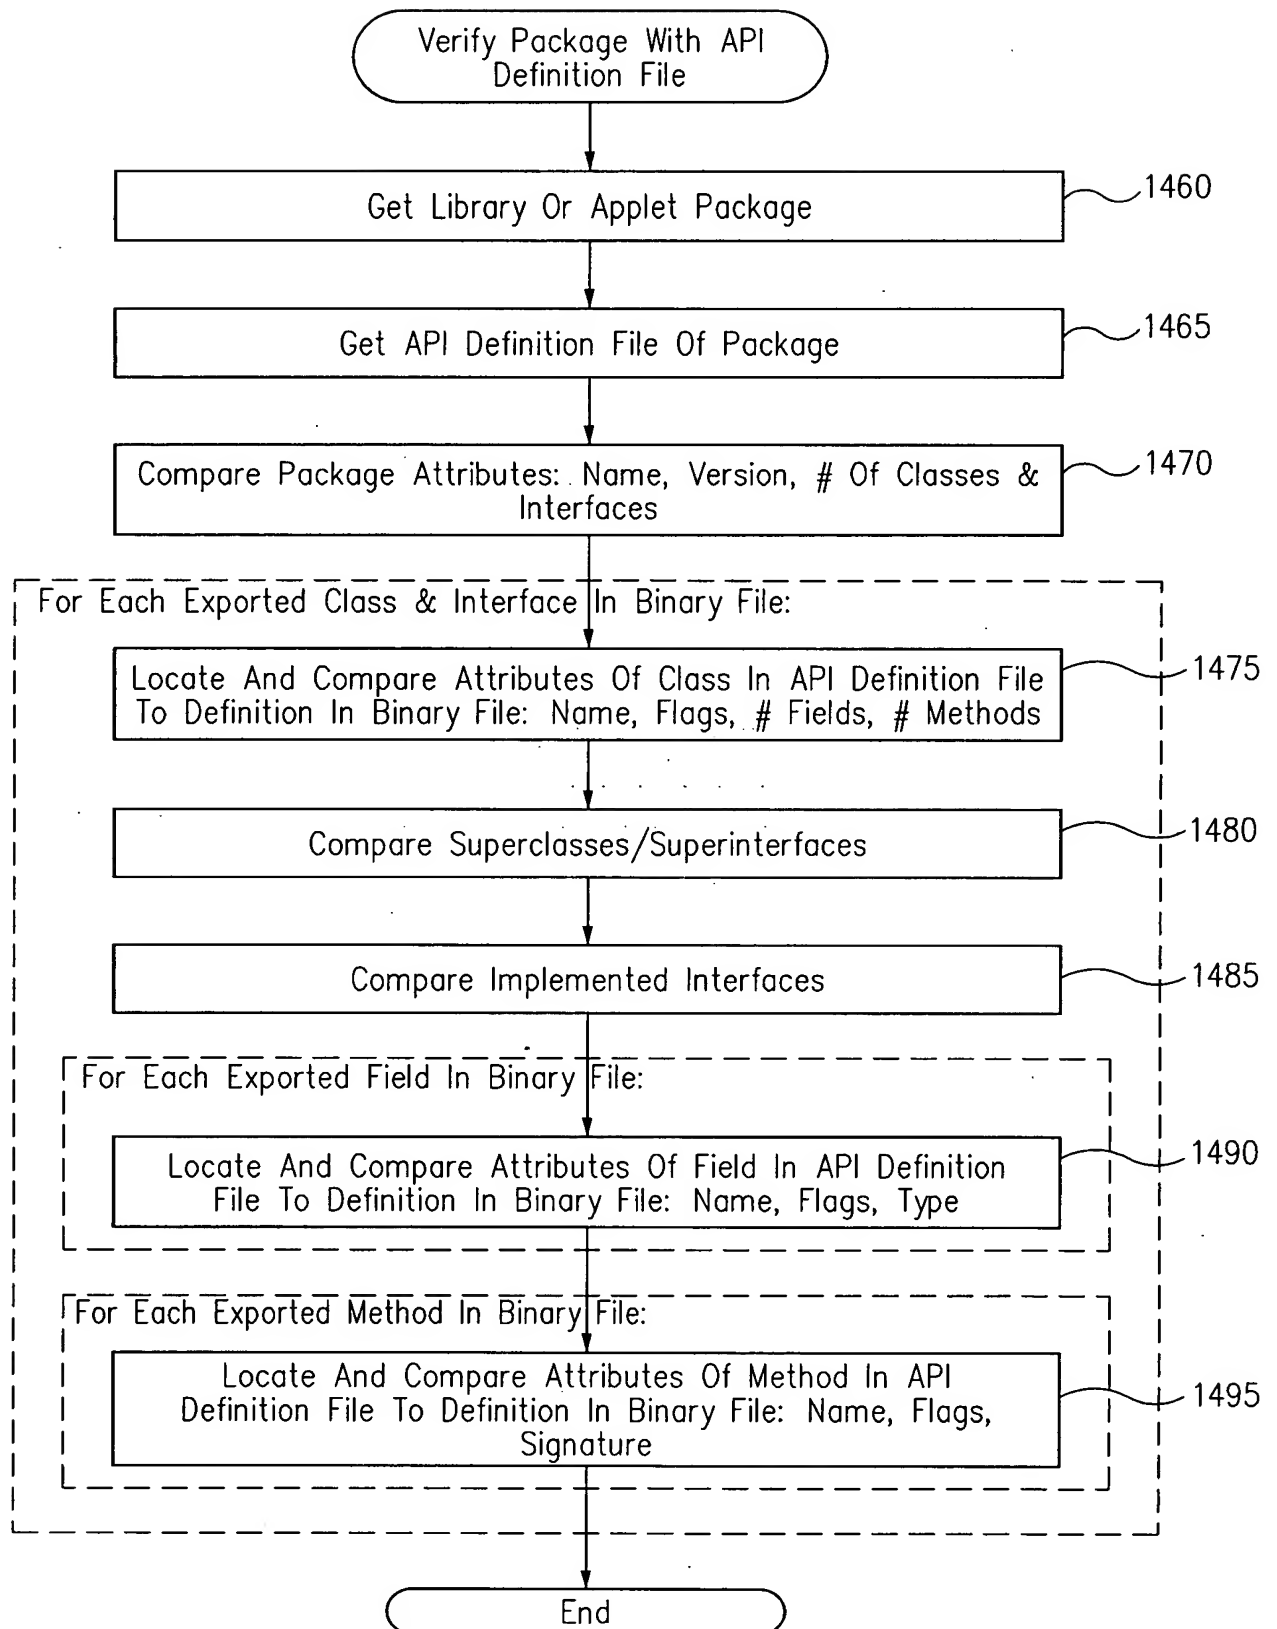 Verify Package With API
Definition File
Get Library Or Applet Package
1460
Get API Definition File Of Package
1465
Compare Package Attributes: Name, Version, # Of Classes &
Interfaces
1470
For Each Exported Class & Interface In Binary File:
Locate And Compare Attributes Of Class In API Definition File
To Definition In Binary File: Name, Flags, # Fields, # Methods
1475
Compare Superclasses/Superinterfaces
1480
Compare Implemented Interfaces
1485
For Each Exported Field In Binary File:
Locate And Compare Attributes Of Field In API Definition
File To Definition In Binary File: Name, Flags, Type
1490
For Each Exported Method In Binary File:
Locate And Compare Attributes Of Method In API
Definition File To Definition In Binary File: Name, Flags,
Signature
1495
End